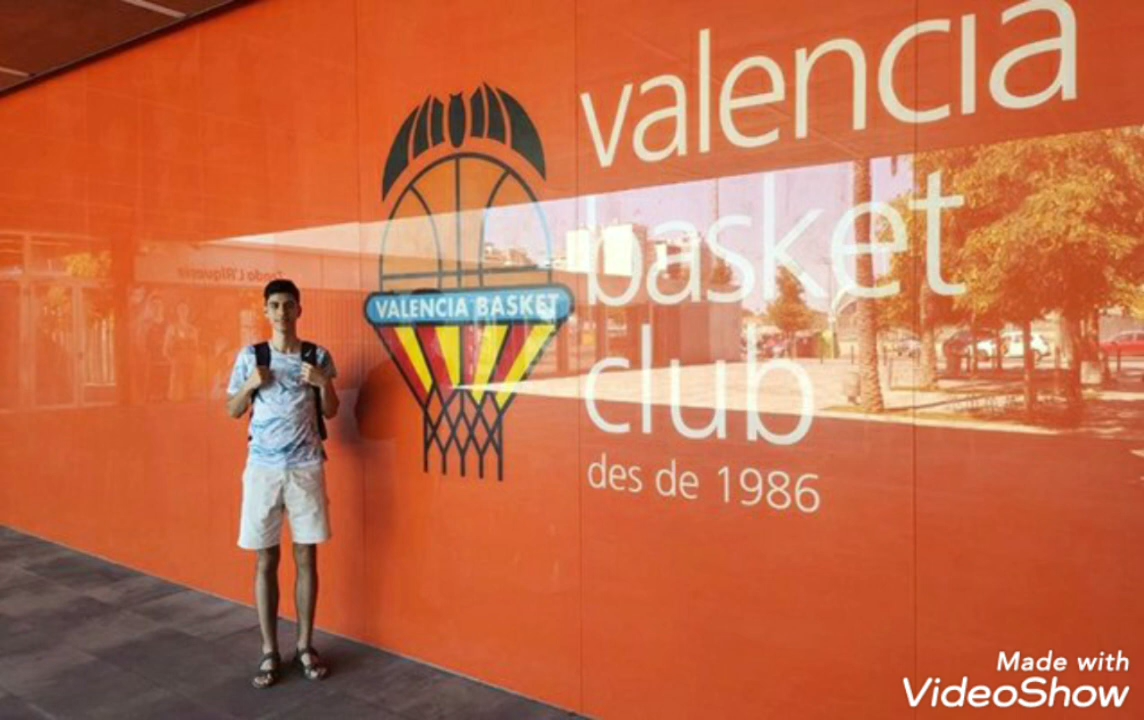 valencia
basket
club
des de 1986
VALENCIA BASKET
Made with
VideoShow